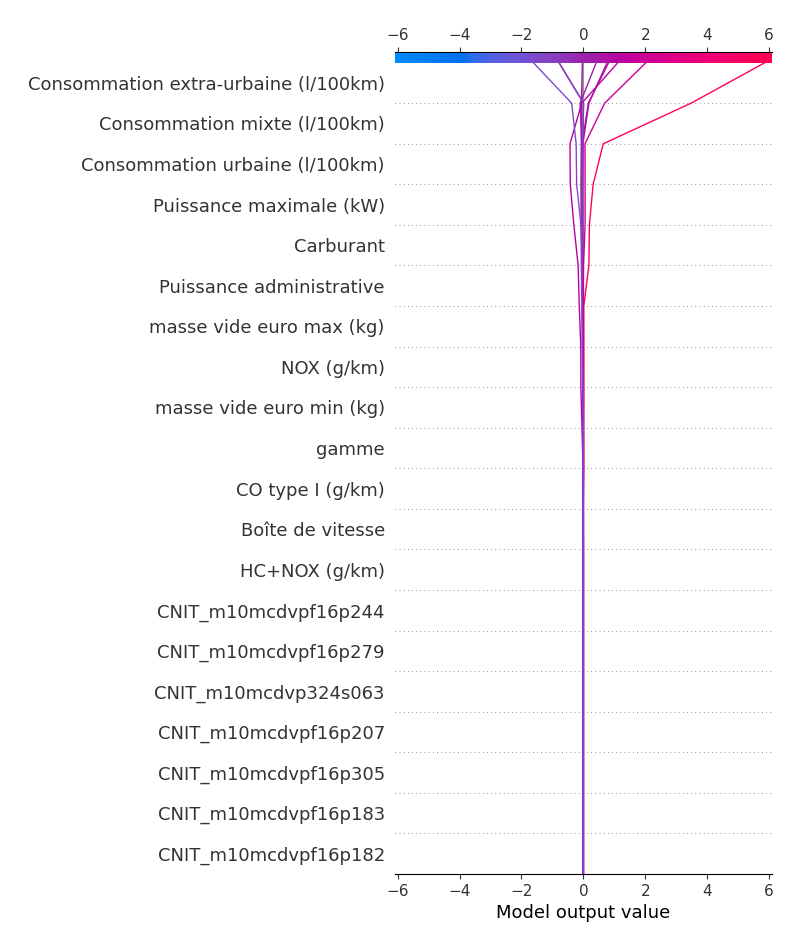 −6 −4 −2 0 2 4 6
Consommation extra-urbaine (l/100km)
Consommation mixte (l/100km)
Consommation urbaine (l/100km)
Puissance maximale (kW)
Carburant
Puissance administrative
masse vide euro max (kg)
NOX (g/km)
masse vide euro min (kg)
gamme
CO type I (g/km)
Boîte de vitesse
HC+NOX (g/km)
CNIT_m10mcdvpf16p244
CNIT_m10mcdvpf16p279
CNIT_m10mcdvp324s063
CNIT_m10mcdvpf16p207
CNIT_m10mcdvpf16p305
CNIT_m10mcdvpf16p183
CNIT_m10mcdvpf16p182
−6 −4 −2 0 2 4 6
Model output value